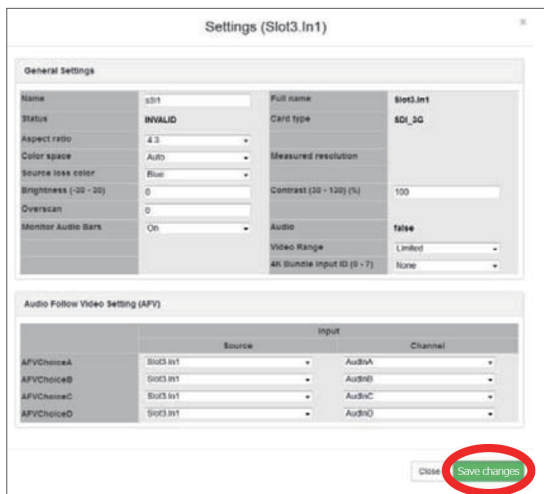 Settings (Slot3.In1)
×
General Settings
Name s3i1 Full name Slot3.In1
Status INVALID Card type SDI_3G
Aspect ratio 4:3
Color space Auto Measured resolution
Source loss color Blue
Brightness (-30 - 30) 0 Contrast (30 - 130) (%) 100
Overscan 0
Monitor Audio Bars On Audio false
Video Range Limited
4K Bundle Input ID (0 - 7) None
Audio Follow Video Setting (AFV)
Input
Source Channel
AFVChoiceA Slot3.In1 AudInA
AFVChoiceB Slot3.In1 AudInB
AFVChoiceC Slot3.In1 AudInC
AFVChoiceD Slot3.In1 AudInD
Close Save changes